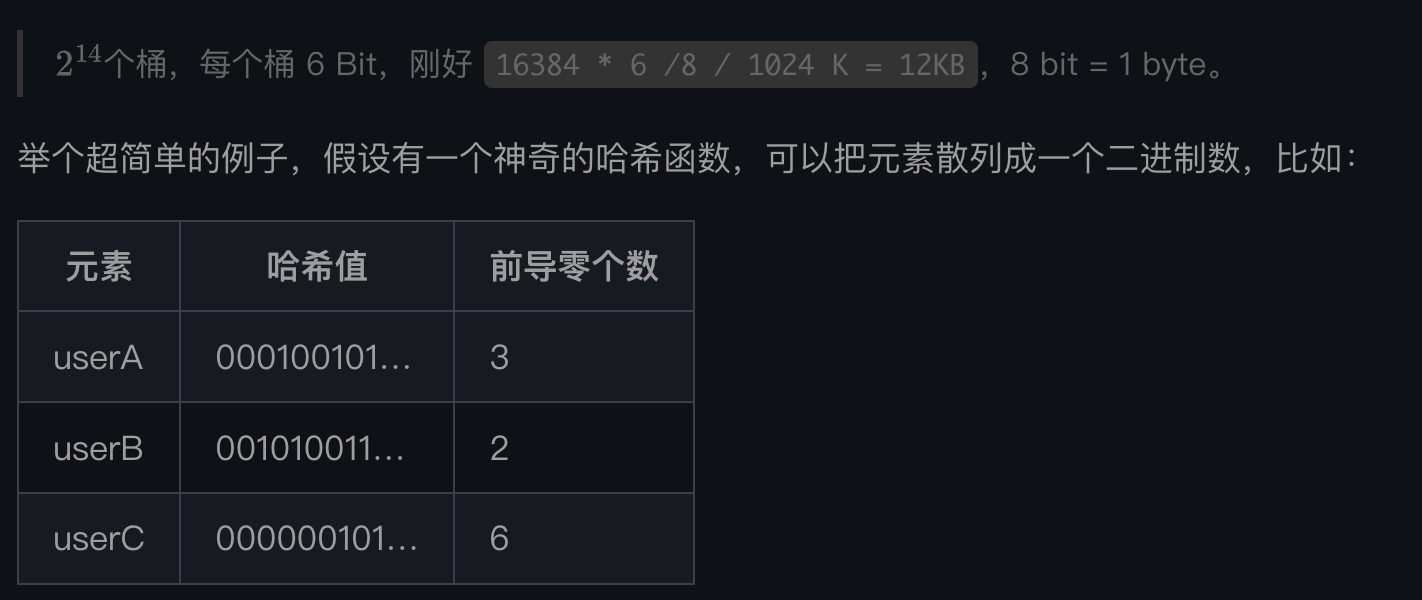 2^14个桶，每个桶 6 Bit，刚好 16384 * 6 /8 / 1024 K = 12KB，8 bit = 1 byte。
举个超简单的例子，假设有一个神奇的哈希函数，可以把元素散列成一个二进制数，比如：
元素 哈希值 前导零个数
userA 000100101... 3
userB 001010011... 2
userC 000000101... 6